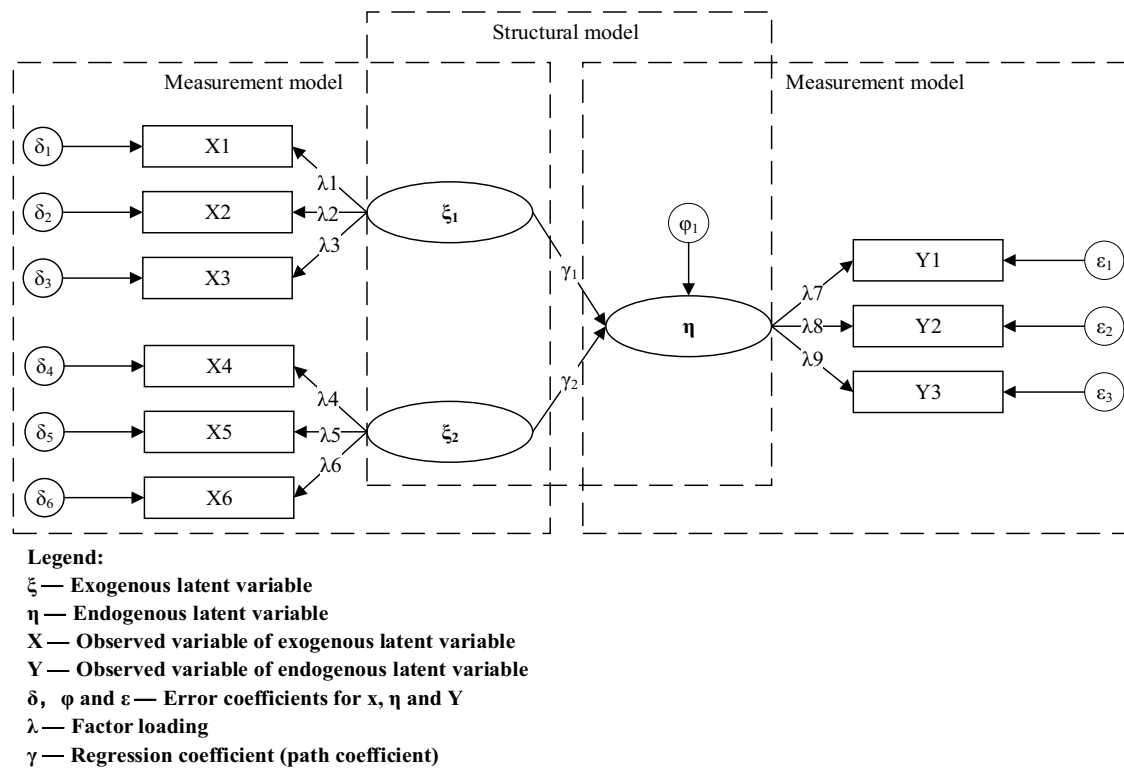 Structural model
Measurement model
Measurement model
δ₁
X1
λ1
δ₂
X2
λ2
ξ₁
λ3
δ₃
X3
γ₁
φ₁
η
λ7
Y1
ε₁
λ8
Y2
ε₂
λ9
Y3
ε₃
δ₄
X4
λ4
γ₂
δ₅
X5
λ5
ξ₂
λ6
δ₆
X6
Legend:
ξ — Exogenous latent variable
η — Endogenous latent variable
X — Observed variable of exogenous latent variable
Y — Observed variable of endogenous latent variable
δ，φ and ε — Error coefficients for x, η and Y
λ — Factor loading
γ — Regression coefficient (path coefficient)